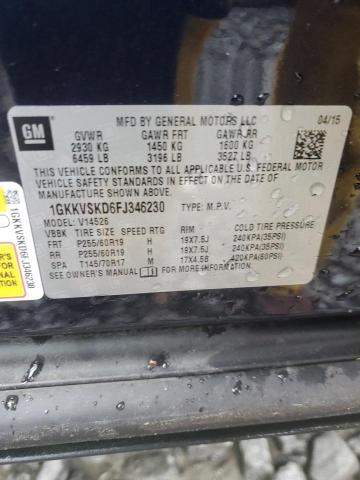 GM
MFD BY GENERAL MOTORS LLC
04/15
GVWR GAWR FRT GAWR RR
2930 KG 1450 KG 1600 KG
6459 LB 3196 LB 3527 LB
THIS VEHICLE CONFORMS TO ALL APPLICABLE U.S. FEDERAL MOTOR
VEHICLE SAFETY STANDARDS IN EFFECT ON THE DATE OF
MANUFACTURE SHOWN ABOVE.
1GKKVSKD6FJ346230 TYPE: M.P.V.
MODEL: V14526
VBBK TIRE SIZE SPEED RTG RIM COLD TIRE PRESSURE
FRT P255/60R19 H 19X7.5J 240KPA(35PSI)
RR P255/60R19 H 19X7.5J 240KPA(35PSI)
SPA T145/70R17 M 17X4.5B 420KPA(60PSI)
SEE OWNER'S MANUAL FOR MORE INFORMATION.
1GKKVSKD6FJ346230